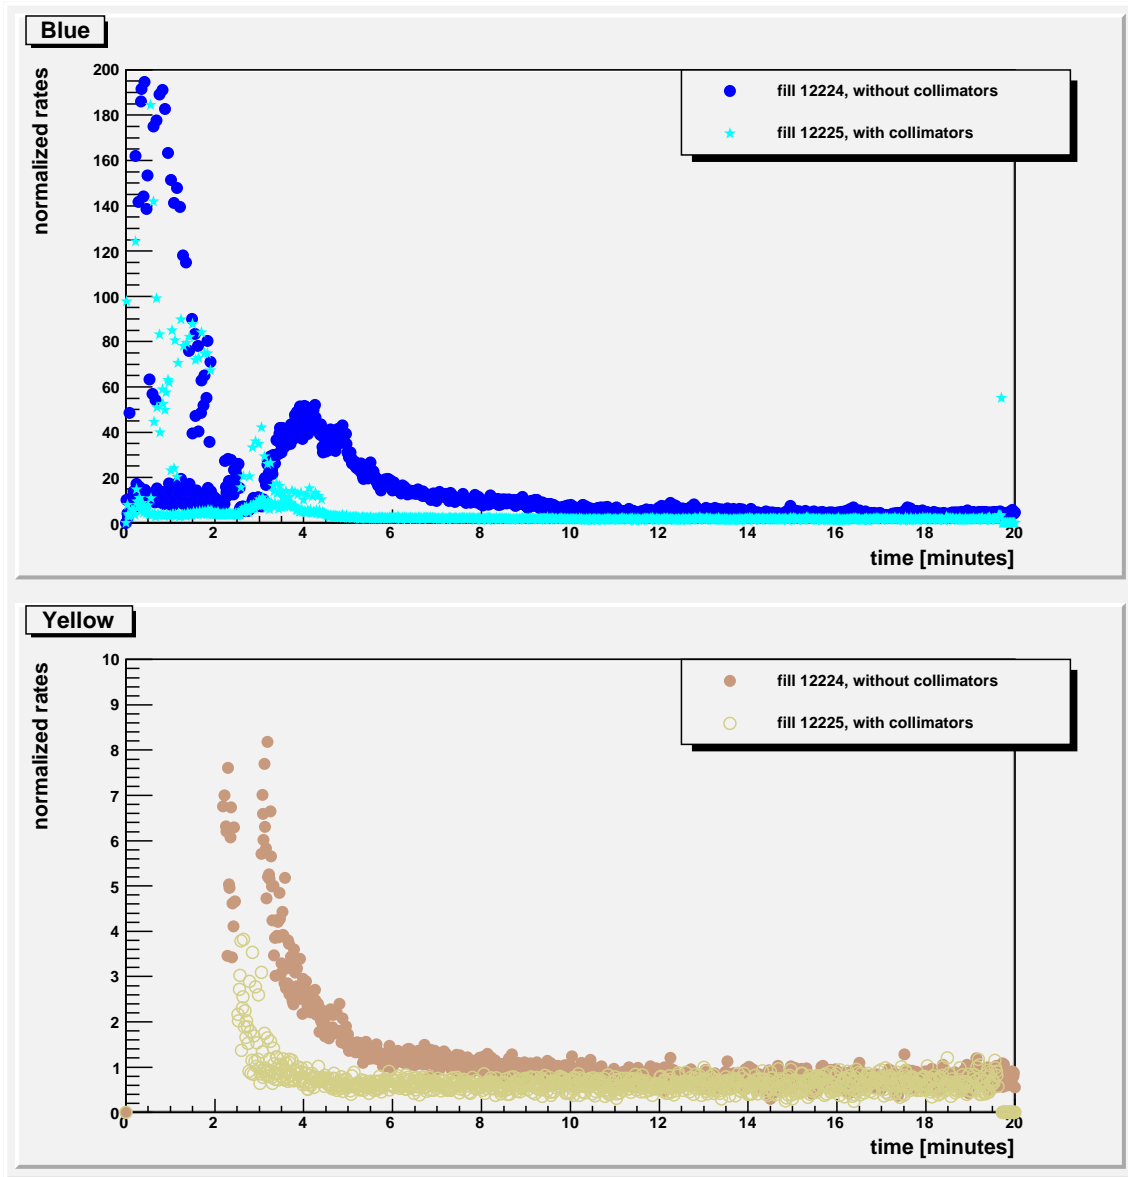 Blue
normalized rates
200
180
160
140
120
100
80
60
40
20
0
0 2 4 6 8 10 12 14 16 18 20
time [minutes]
fill 12224, without collimators
fill 12225, with collimators
Yellow
normalized rates
10
9
8
7
6
5
4
3
2
1
0
0 2 4 6 8 10 12 14 16 18 20
time [minutes]
fill 12224, without collimators
fill 12225, with collimators